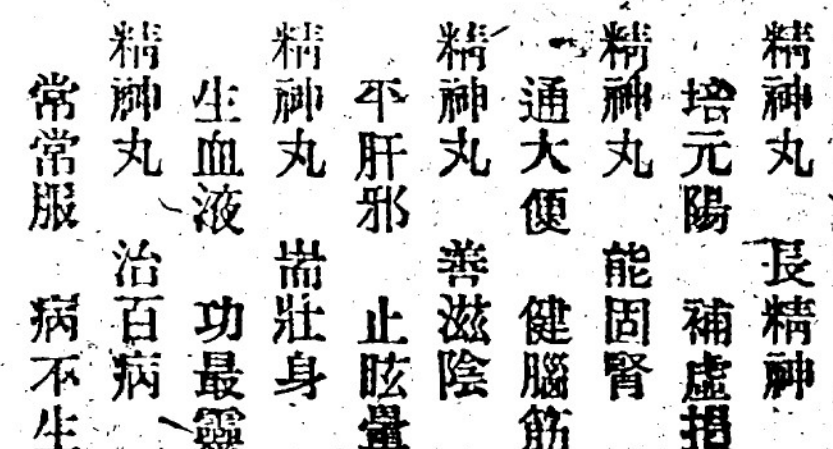 精神丸　長精神
培元陽　補虛損
精神丸　能固腎
通大便　健腦筋
精神丸　善滋陰
平肝邪　止眩暈
精神丸　耑壯身
生血液　功最靈
精神丸　治百病
常常服　病不生